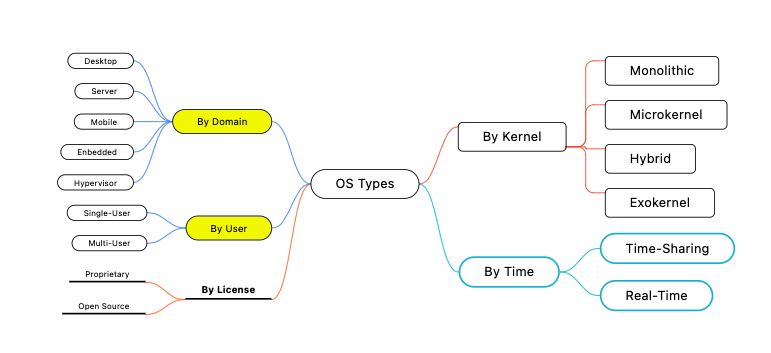 OS Types
By Domain
Desktop
Server
Mobile
Enbedded
Hypervisor
By User
Single-User
Multi-User
By License
Proprietary
Open Source
By Kernel
Monolithic
Microkernel
Hybrid
Exokernel
By Time
Time-Sharing
Real-Time